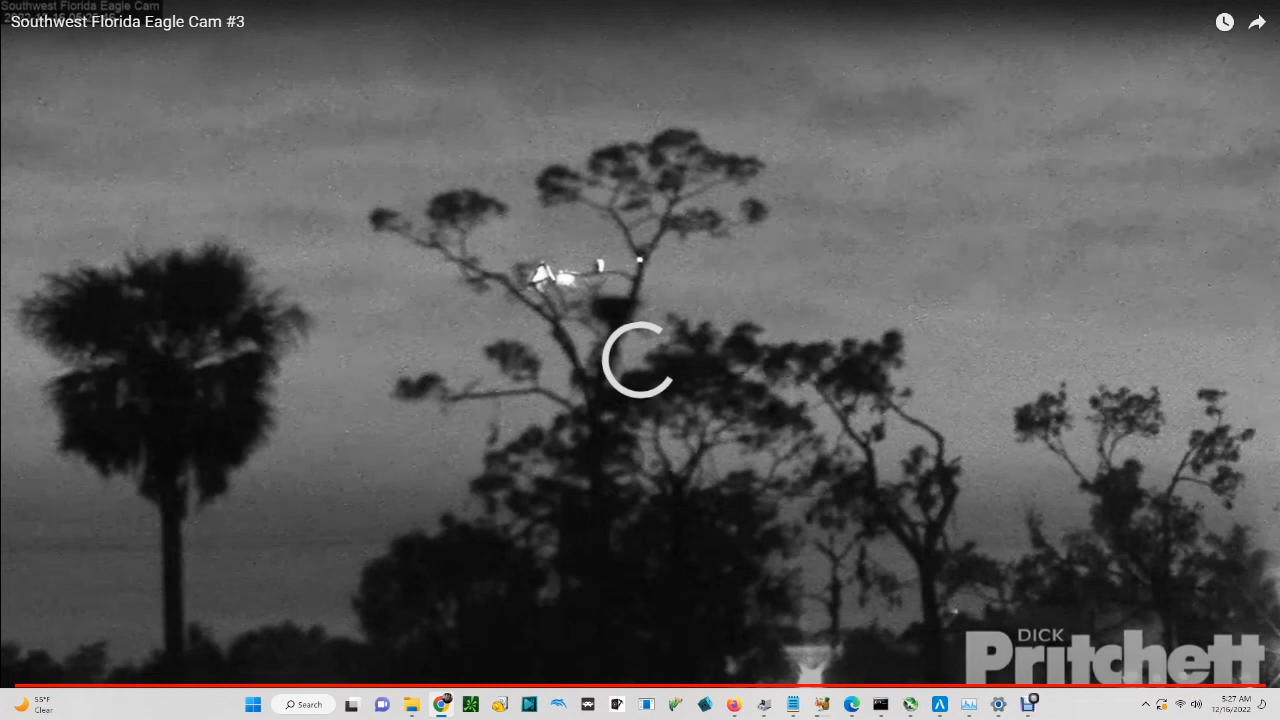 Southwest Florida Eagle Cam
Southwest Florida Eagle Cam #3
DICK
Pritchett
55°F
Clear
Search
5:27 AM
12/16/2022